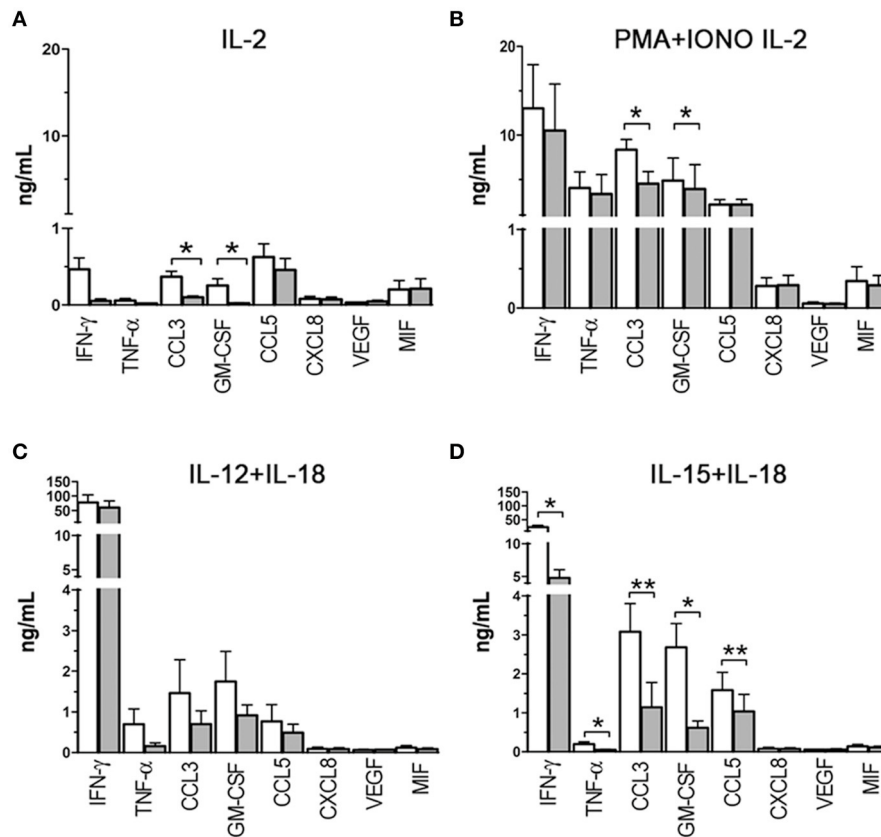 A
IL-2
20
10
1
0
ng/mL
*
*
IFN-γ
TNF-α
CCL3
GM-CSF
CCL5
CXCL8
VEGF
MIF
B
PMA+IONO IL-2
20
10
1
0
ng/mL
*
*
IFN-γ
TNF-α
CCL3
GM-CSF
CCL5
CXCL8
VEGF
MIF
C
IL-12+IL-18
150
100
50
10
5
4
3
2
1
0
ng/mL
IFN-γ
TNF-α
CCL3
GM-CSF
CCL5
CXCL8
VEGF
MIF
D
IL-15+IL-18
150
100
50
10
5
4
3
2
1
0
ng/mL
*
*
**
*
**
IFN-γ
TNF-α
CCL3
GM-CSF
CCL5
CXCL8
VEGF
MIF